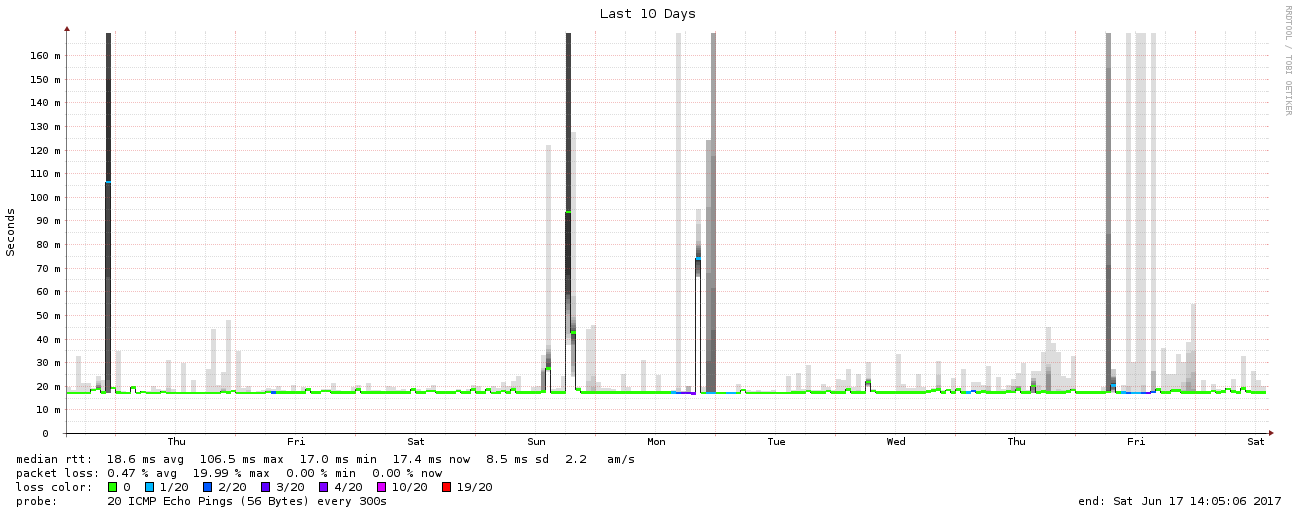 Last 10 Days
RRDTOOL / TOBI OETIKER
Seconds
160 m
150 m
140 m
130 m
120 m
110 m
100 m
90 m
80 m
70 m
60 m
50 m
40 m
30 m
20 m
10 m
0
Thu Fri Sat Sun Mon Tue Wed Thu Fri Sat
median rtt: 18.6 ms avg 106.5 ms max 17.0 ms min 17.4 ms now 8.5 ms sd 2.2 am/s
packet loss: 0.47 % avg 19.99 % max 0.00 % min 0.00 % now
loss color: 0 1/20 2/20 3/20 4/20 10/20 19/20
probe: 20 ICMP Echo Pings (56 Bytes) every 300s end: Sat Jun 17 14:05:06 2017